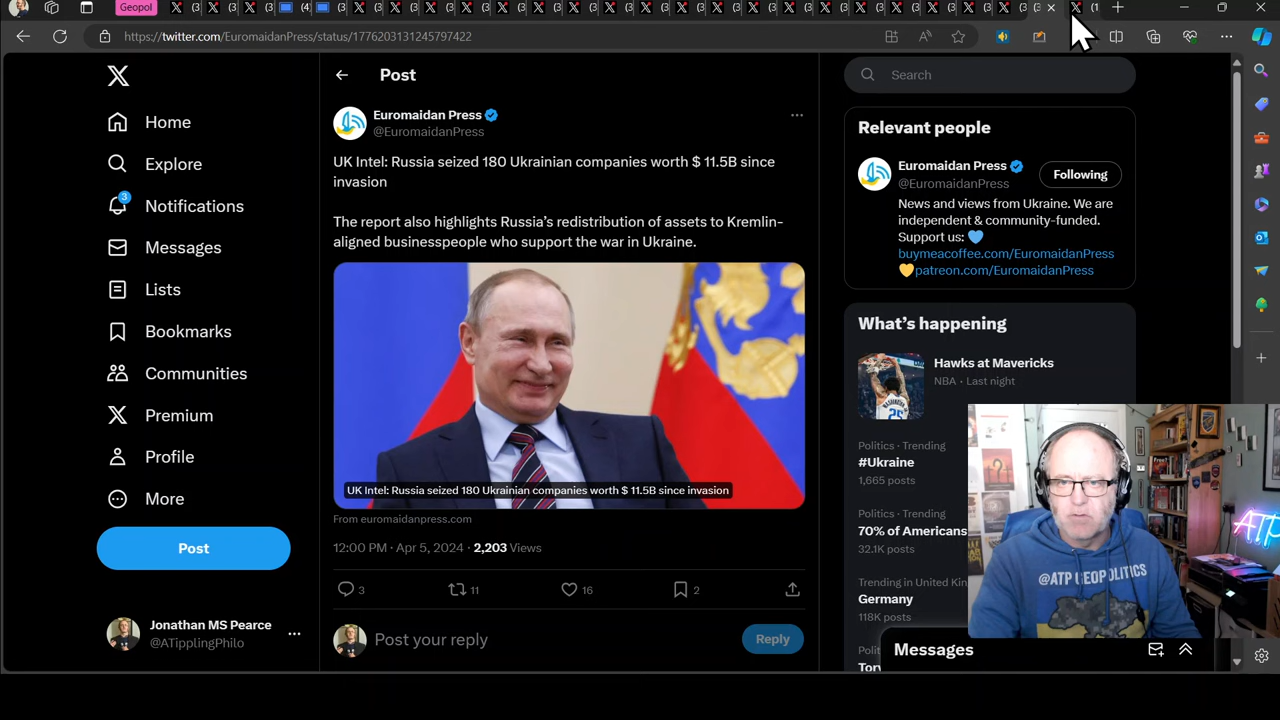 Geopol
https://twitter.com/EuromaidanPress/status/1776203131245797422
Home
Explore
3
Notifications
Messages
Lists
Bookmarks
Communities
Premium
Profile
More
Post
Jonathan MS Pearce
@ATipplingPhilo
Post
Euromaidan Press
@EuromaidanPress
UK Intel: Russia seized 180 Ukrainian companies worth $ 11.5B since
invasion
The report also highlights Russia's redistribution of assets to Kremlin-
aligned businesspeople who support the war in Ukraine.
UK Intel: Russia seized 180 Ukrainian companies worth $ 11.5B since invasion
From euromaidanpress.com
12:00 PM · Apr 5, 2024 · 2,203 Views
3 11 16 2
Post your reply
Reply
Search
Relevant people
Euromaidan Press
@EuromaidanPress
Following
News and views from Ukraine. We are
independent & community-funded.
Support us:
buymeacoffee.com/EuromaidanPress
patreon.com/EuromaidanPress
What's happening
Hawks at Mavericks
NBA · Last night
Politics · Trending
#Ukraine
1,665 posts
Politics · Trending
70% of Americans
32.1K posts
Trending in United Kin
Germany
118K posts
Messages
@ATP GEOPOLITICS